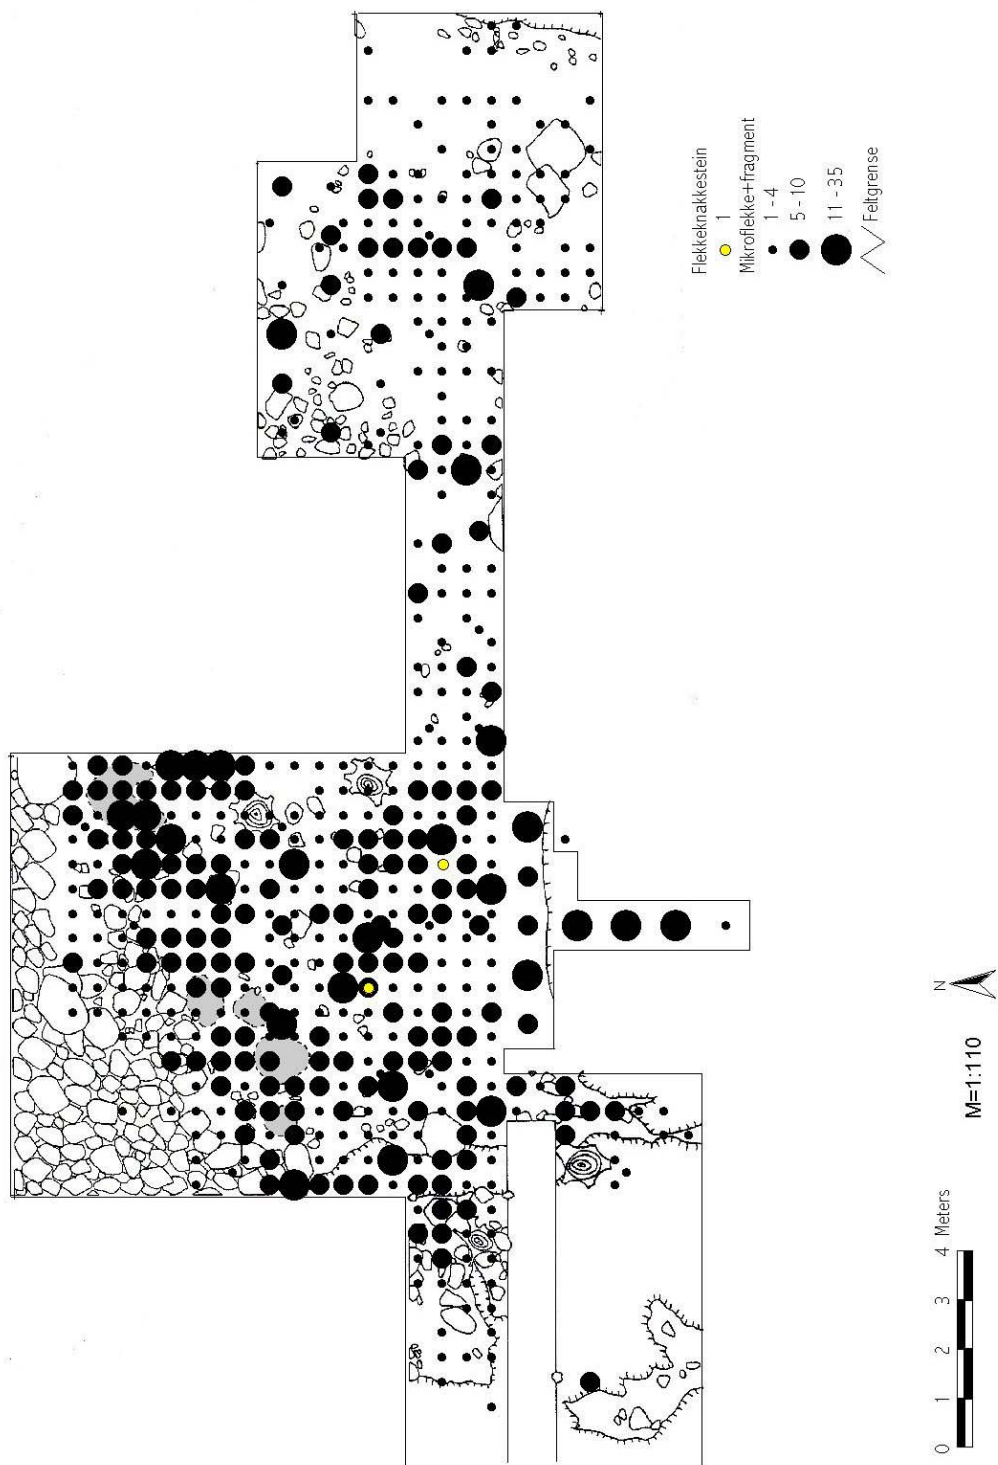 Flekkeknakkestein
1
Mikroflekke+fragment
1 - 4
5 - 10
11 - 35
Feltgrense
N
M=1:110
0 1 2 3 4 Meters